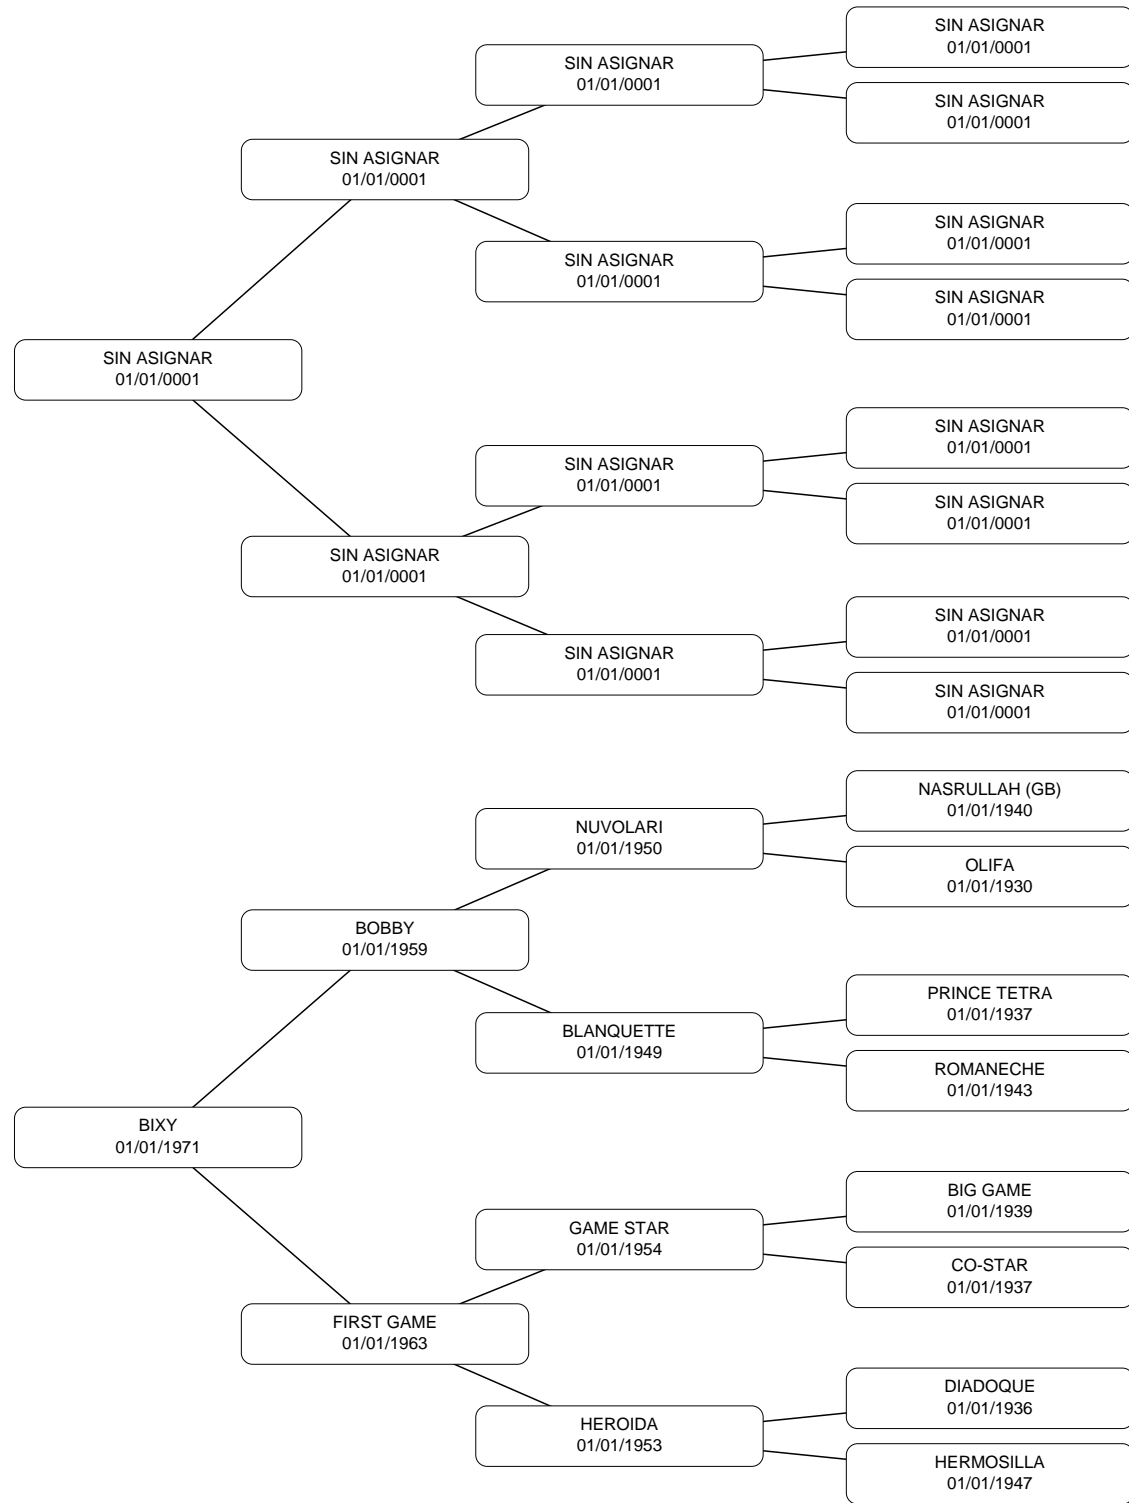 SIN ASIGNAR
01/01/0001
SIN ASIGNAR
01/01/0001
SIN ASIGNAR
01/01/0001
SIN ASIGNAR
01/01/0001
SIN ASIGNAR
01/01/0001
SIN ASIGNAR
01/01/0001
SIN ASIGNAR
01/01/0001
SIN ASIGNAR
01/01/0001
SIN ASIGNAR
01/01/0001
SIN ASIGNAR
01/01/0001
SIN ASIGNAR
01/01/0001
SIN ASIGNAR
01/01/0001
SIN ASIGNAR
01/01/0001
SIN ASIGNAR
01/01/0001
SIN ASIGNAR
01/01/0001
NASRULLAH (GB)
01/01/1940
NUVOLARI
01/01/1950
OLIFA
01/01/1930
BOBBY
01/01/1959
PRINCE TETRA
01/01/1937
BLANQUETTE
01/01/1949
ROMANECHE
01/01/1943
BIXY
01/01/1971
BIG GAME
01/01/1939
GAME STAR
01/01/1954
CO-STAR
01/01/1937
FIRST GAME
01/01/1963
DIADOQUE
01/01/1936
HEROIDA
01/01/1953
HERMOSILLA
01/01/1947